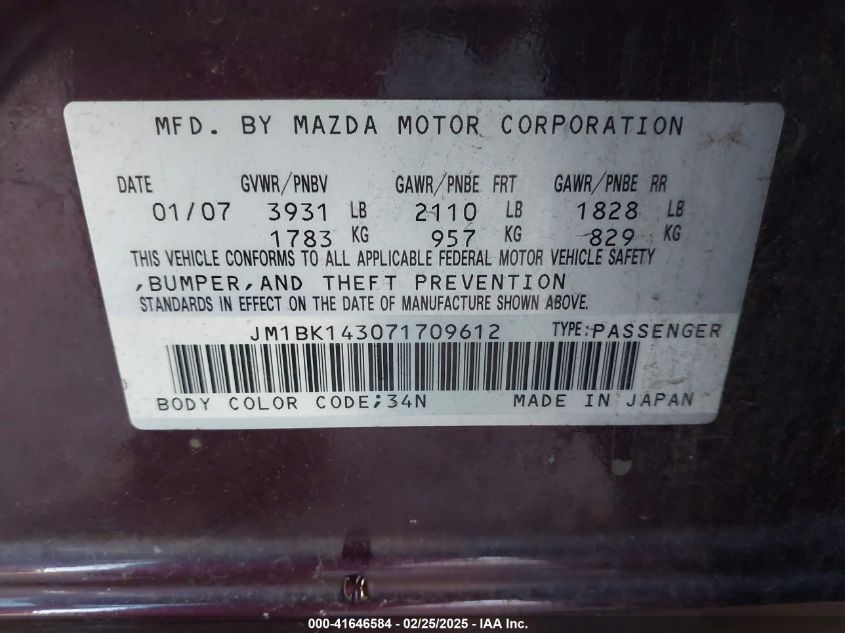 MFD. BY MAZDA MOTOR CORPORATION
DATE GVWR/PNBV GAWR/PNBE FRT GAWR/PNBE RR
01/07 3931 LB 2110 LB 1828 LB
1783 KG 957 KG 829 KG
THIS VEHICLE CONFORMS TO ALL APPLICABLE FEDERAL MOTOR VEHICLE SAFETY
,BUMPER,AND THEFT PREVENTION
STANDARDS IN EFFECT ON THE DATE OF MANUFACTURE SHOWN ABOVE.
JM1BK143071709612 TYPE:PASSENGER
BODY COLOR CODE;34N MADE IN JAPAN
000-41646584 - 02/25/2025 - IAA Inc.